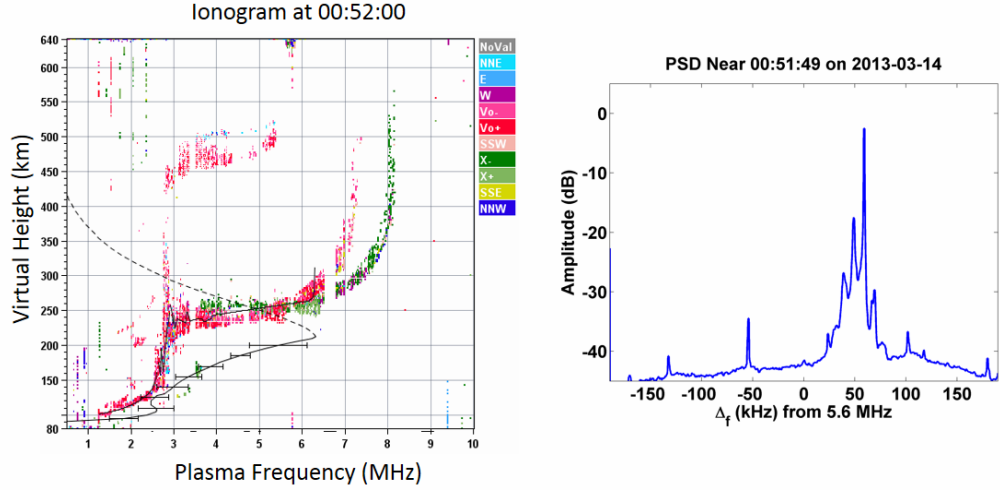 Ionogram at 00:52:00
Virtual Height (km)
640
600
550
500
450
400
350
300
250
200
150
80
1 2 3 4 5 6 7 8 9 10
Plasma Frequency (MHz)
NoVal
NNE
E
W
Vo-
Vo+
SSW
X-
X+
SSE
NNW
PSD Near 00:51:49 on 2013-03-14
Amplitude (dB)
0
-10
-20
-30
-40
-150 -100 -50 0 50 100 150
Δf (kHz) from 5.6 MHz